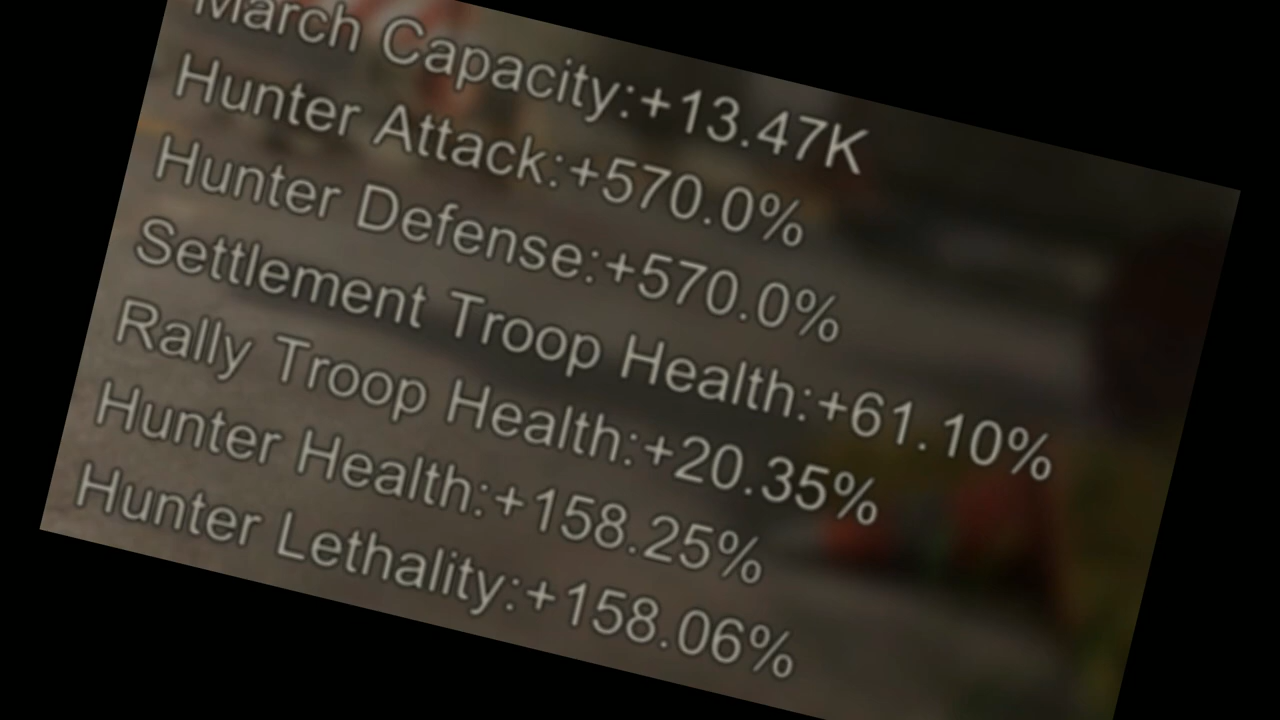 March Capacity:+13.47K
Hunter Attack:+570.0%
Hunter Defense:+570.0%
Settlement Troop Health:+61.10%
Rally Troop Health:+20.35%
Hunter Health:+158.25%
Hunter Lethality:+158.06%